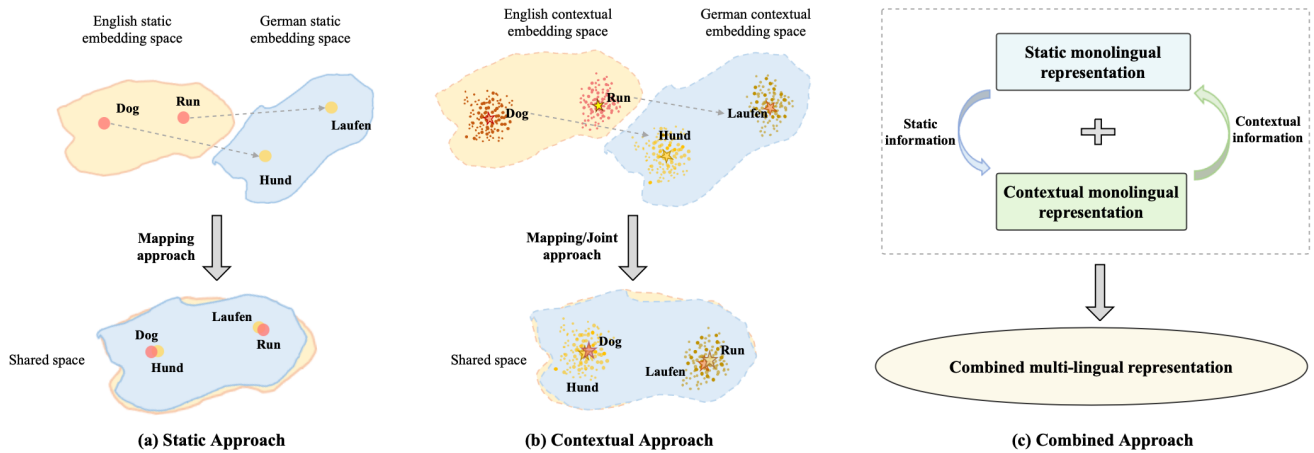 English static
embedding space
German static
embedding space
Dog
Run
Laufen
Hund
Mapping
approach
Shared space
Laufen
Dog
Run
Hund
(a) Static Approach
English contextual
embedding space
German contextual
embedding space
Dog
Run
Laufen
Hund
Mapping/Joint
approach
Shared space
Dog
Run
Laufen
Hund
(b) Contextual Approach
Static monolingual
representation
Static
information
Contextual
information
Contextual monolingual
representation
Combined multi-lingual representation
(c) Combined Approach